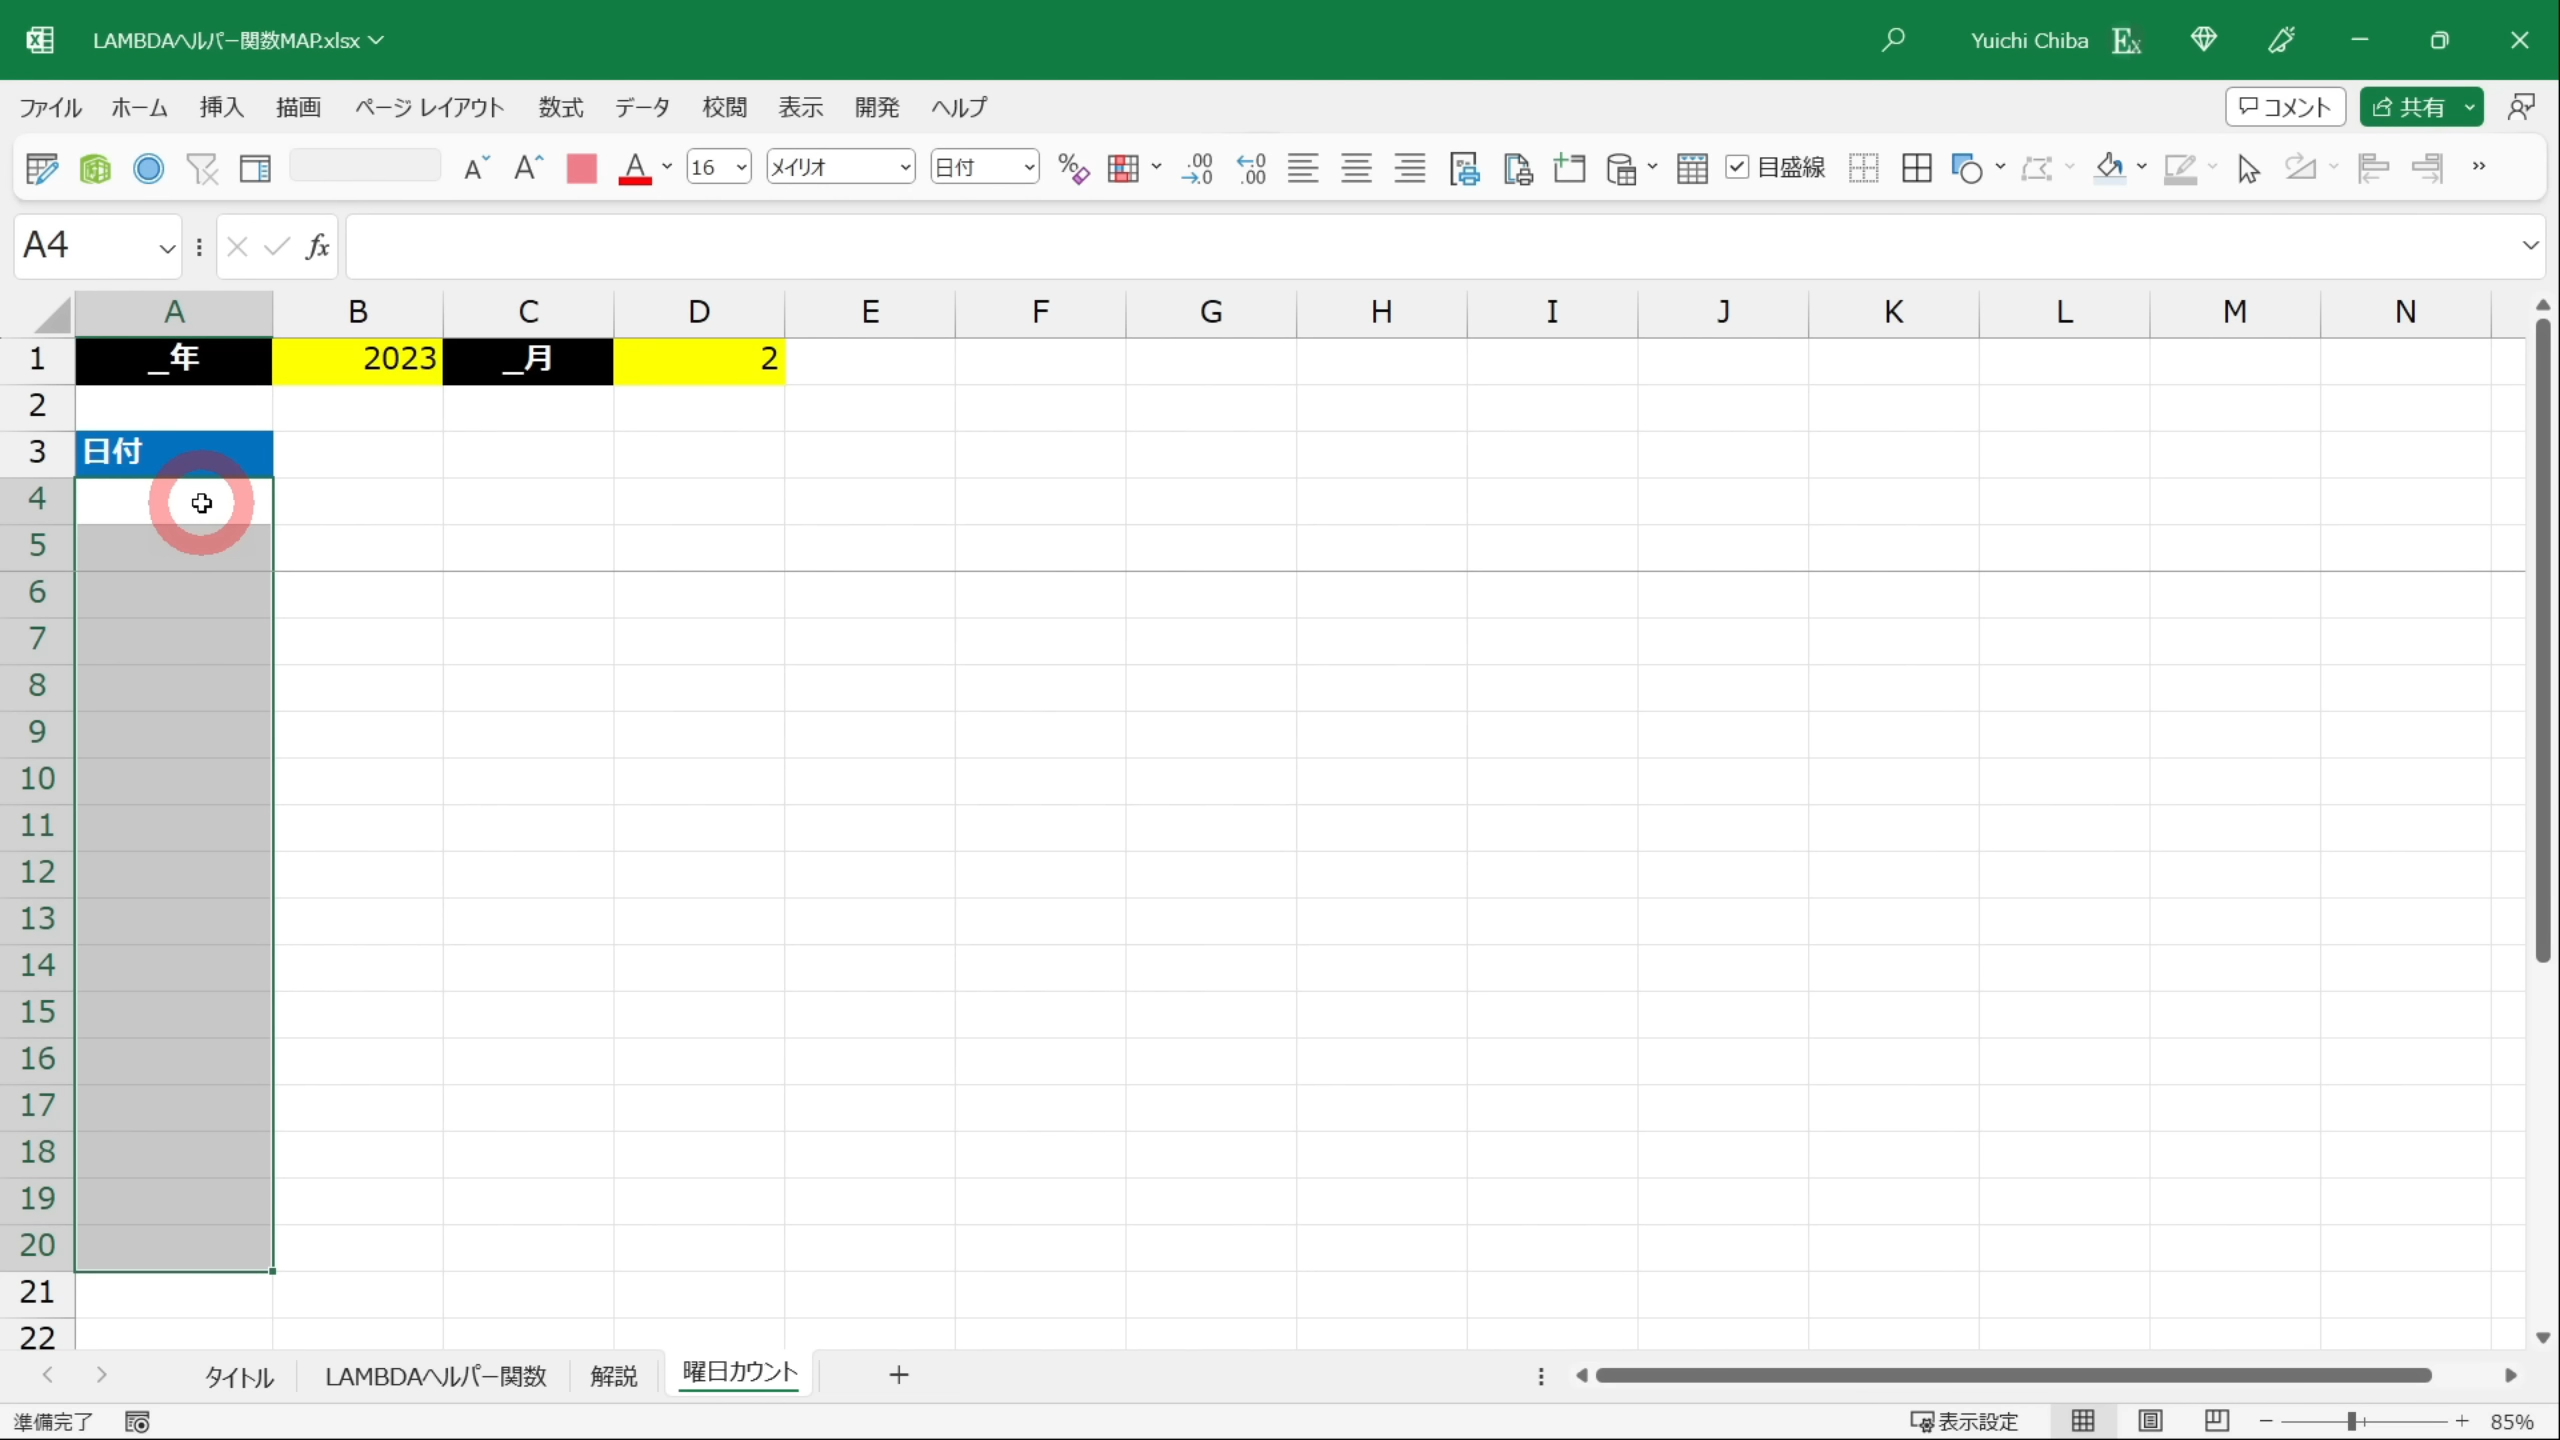 LAMBDAヘルパー関数MAP.xlsx
Yuichi Chiba
ファイル ホーム 挿入 描画 ページ レイアウト 数式 データ 校閲 表示 開発 ヘルプ
コメント 共有
16 メイリオ 日付 目盛線
A4 fx
A B C D E F G H I J K L M N
1 _年 2023 _月 2
2
3 日付
4
5
6
7
8
9
10
11
12
13
14
15
16
17
18
19
20
21
22
タイトル LAMBDAヘルパー関数 解説 曜日カウント
準備完了 表示設定 85%